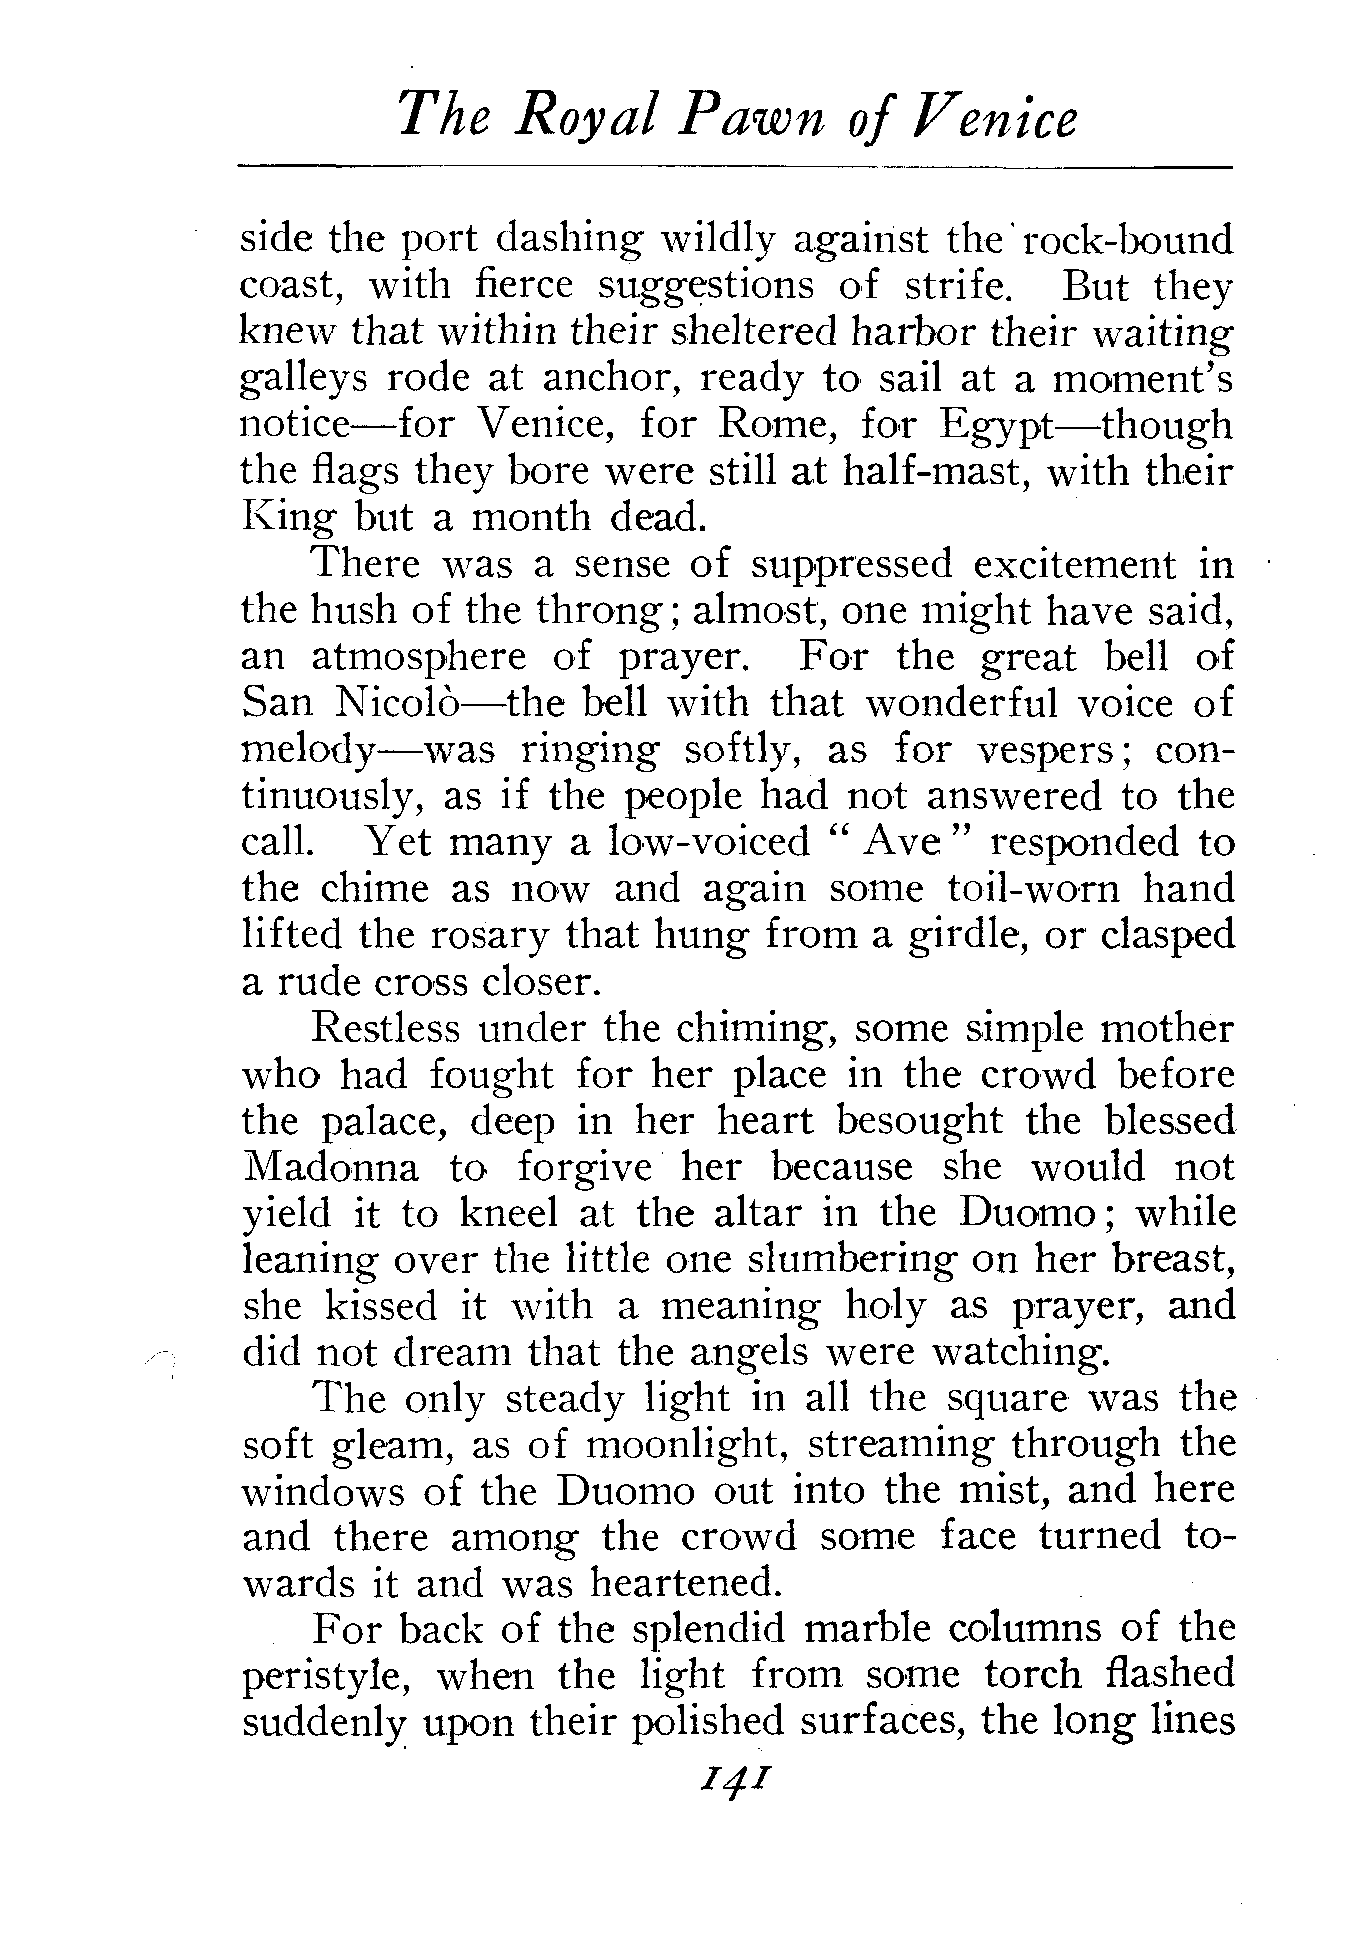 The Royal Pawn of Venice
side the port dashing wildly against the rock-bound
coast, with fierce suggestions of strife. But they
knew that within their sheltered harbor their waiting
galleys rode at anchor, ready to sail at a moment's
notice—for Venice, for Rome, for Egypt—though
the flags they bore were still at half-mast, with their
King but a month dead.
There was a sense of suppressed excitement in
the hush of the throng; almost, one might have said,
an atmosphere of prayer. For the great bell of
San Nicolò—the bell with that wonderful voice of
melody—was ringing softly, as for vespers; con-
tinuously, as if the people had not answered to the
call. Yet many a low-voiced " Ave " responded to
the chime as now and again some toil-worn hand
lifted the rosary that hung from a girdle, or clasped
a rude cross closer.
Restless under the chiming, some simple mother
who had fought for her place in the crowd before
the palace, deep in her heart besought the blessed
Madonna to forgive her because she would not
yield it to kneel at the altar in the Duomo; while
leaning over the little one slumbering on her breast,
she kissed it with a meaning holy as prayer, and
did not dream that the angels were watching.
The only steady light in all the square was the
soft gleam, as of moonlight, streaming through the
windows of the Duomo out into the mist, and here
and there among the crowd some face turned to-
wards it and was heartened.
For back of the splendid marble columns of the
peristyle, when the light from some torch flashed
suddenly upon their polished surfaces, the long lines
141